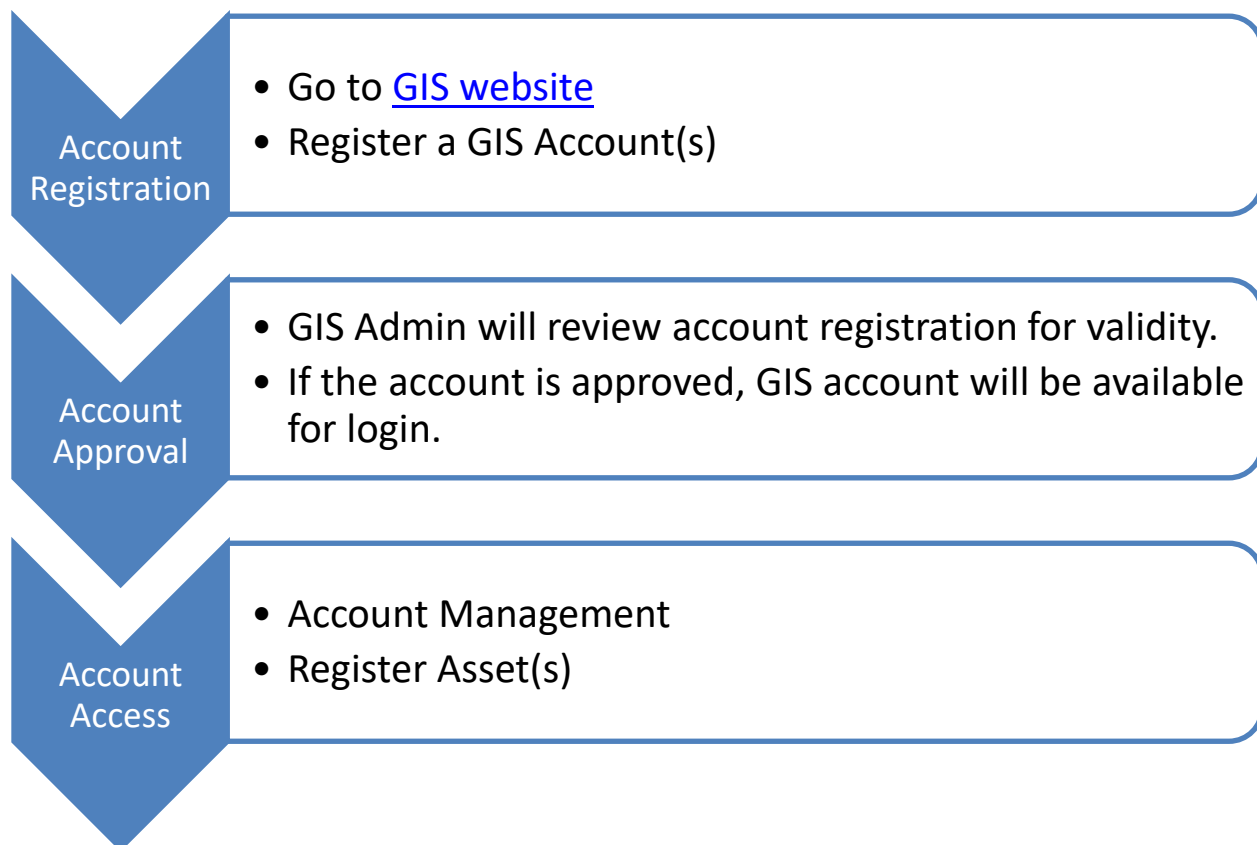 Account
Registration
• Go to GIS website
• Register a GIS Account(s)
Account
Approval
• GIS Admin will review account registration for validity.
• If the account is approved, GIS account will be available
for login.
Account
Access
• Account Management
• Register Asset(s)